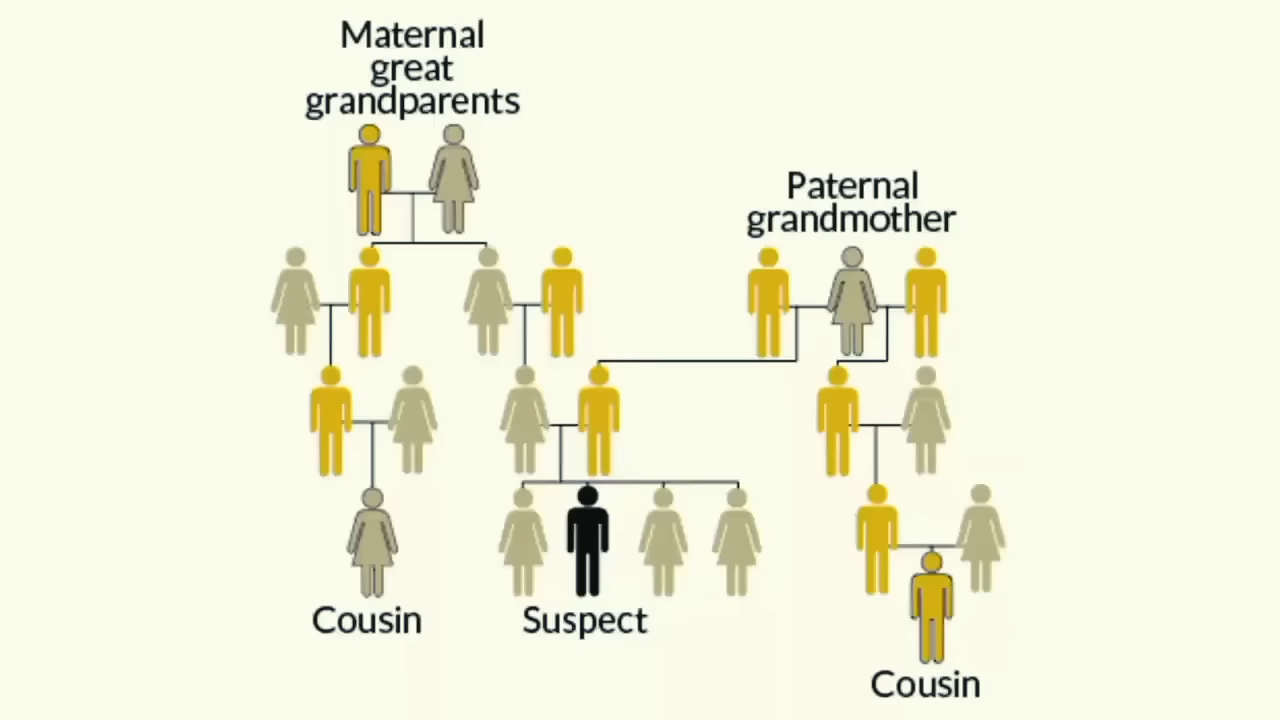 Maternal
great
grandparents
Paternal
grandmother
Cousin
Suspect
Cousin